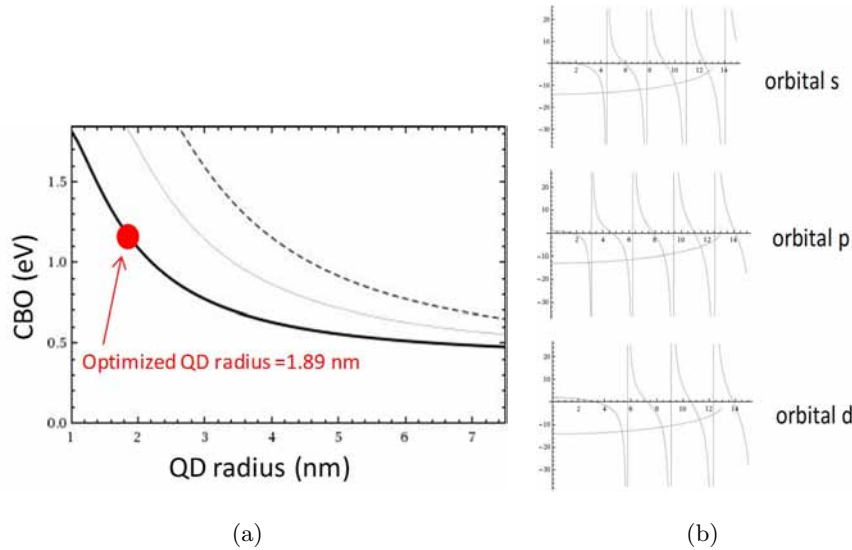 CBO (eV)
1.5
1.0
0.5
0.0
Optimized QD radius =1.89 nm
1 2 3 4 5 6 7
QD radius (nm)
(a)
20
10
2 4 6 8 10 12 14
-10
-20
-30
orbital s
20
10
2 4 6 8 10 12 14
-10
-20
-30
orbital p
20
10
2 4 6 8 10 12 14
-10
-20
-30
orbital d
(b)